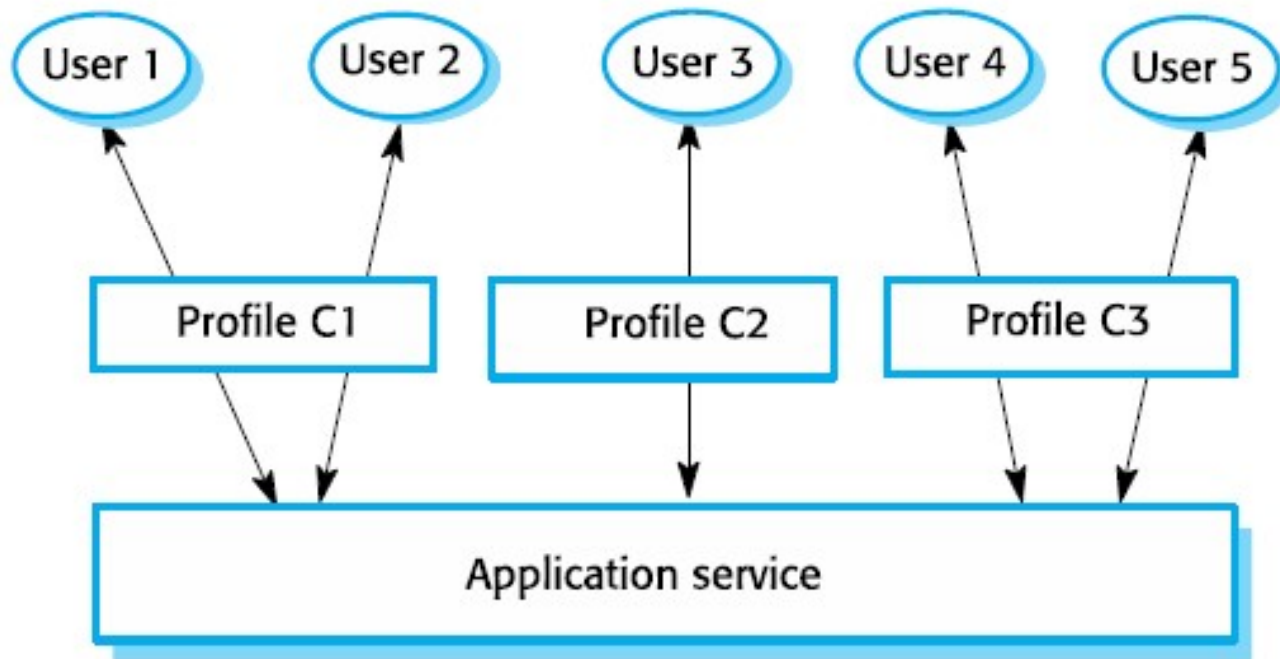 User 1
User 2
User 3
User 4
User 5
Profile C1
Profile C2
Profile C3
Application service